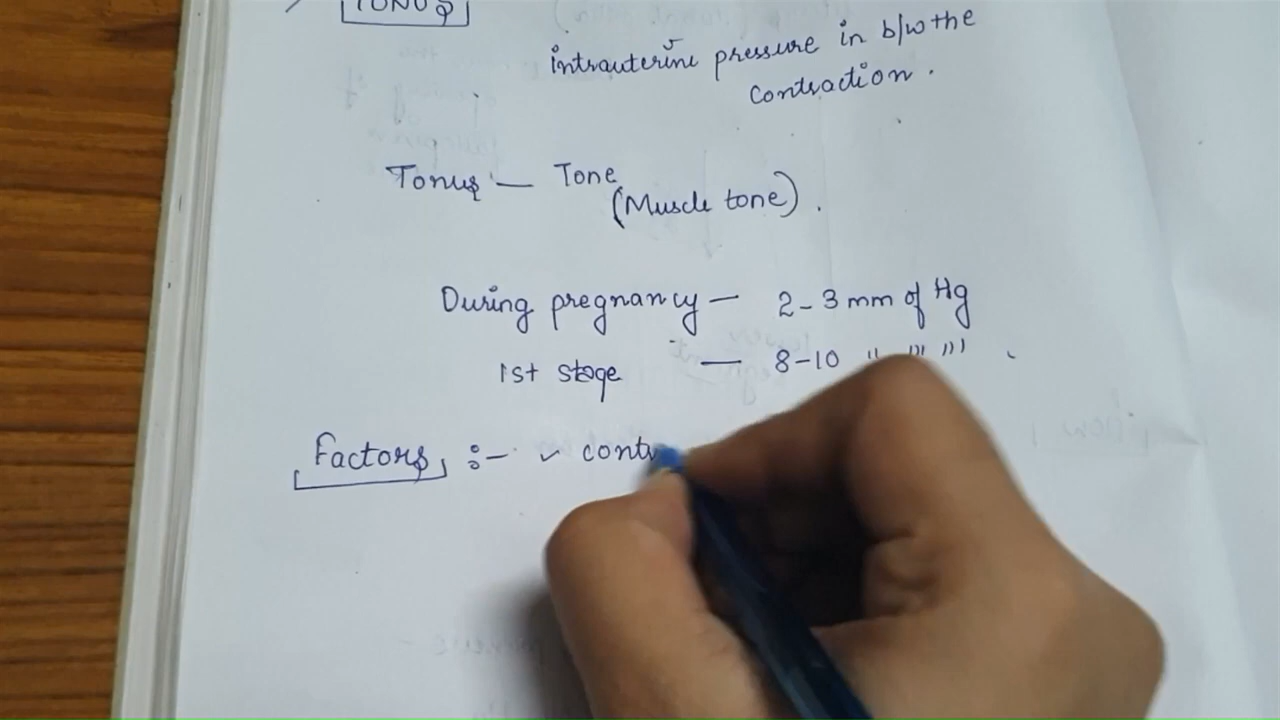 TONUS
intrauterine pressure in b/w the
contraction.
Tonus — Tone
(Muscle tone).
During pregnancy — 2-3 mm of Hg
1st stage — 8-10 " " "
Factors :- ✓ contr